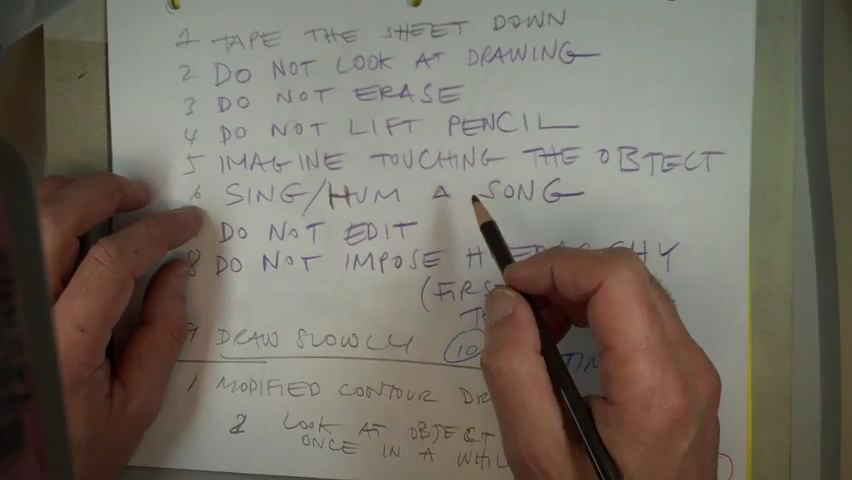 1 TAPE THE SHEET DOWN
2 DO NOT LOOK AT DRAWING
3 DO NOT ERASE
4 DO NOT LIFT PENCIL
5 IMAGINE TOUCHING THE OBJECT
6 SING/HUM A SONG
DO NOT EDIT
8 DO NOT IMPOSE
9 DRAW SLOWLY 10
1 MODIFIED CONTOUR
2 LOOK AT OBJECT
ONCE IN A